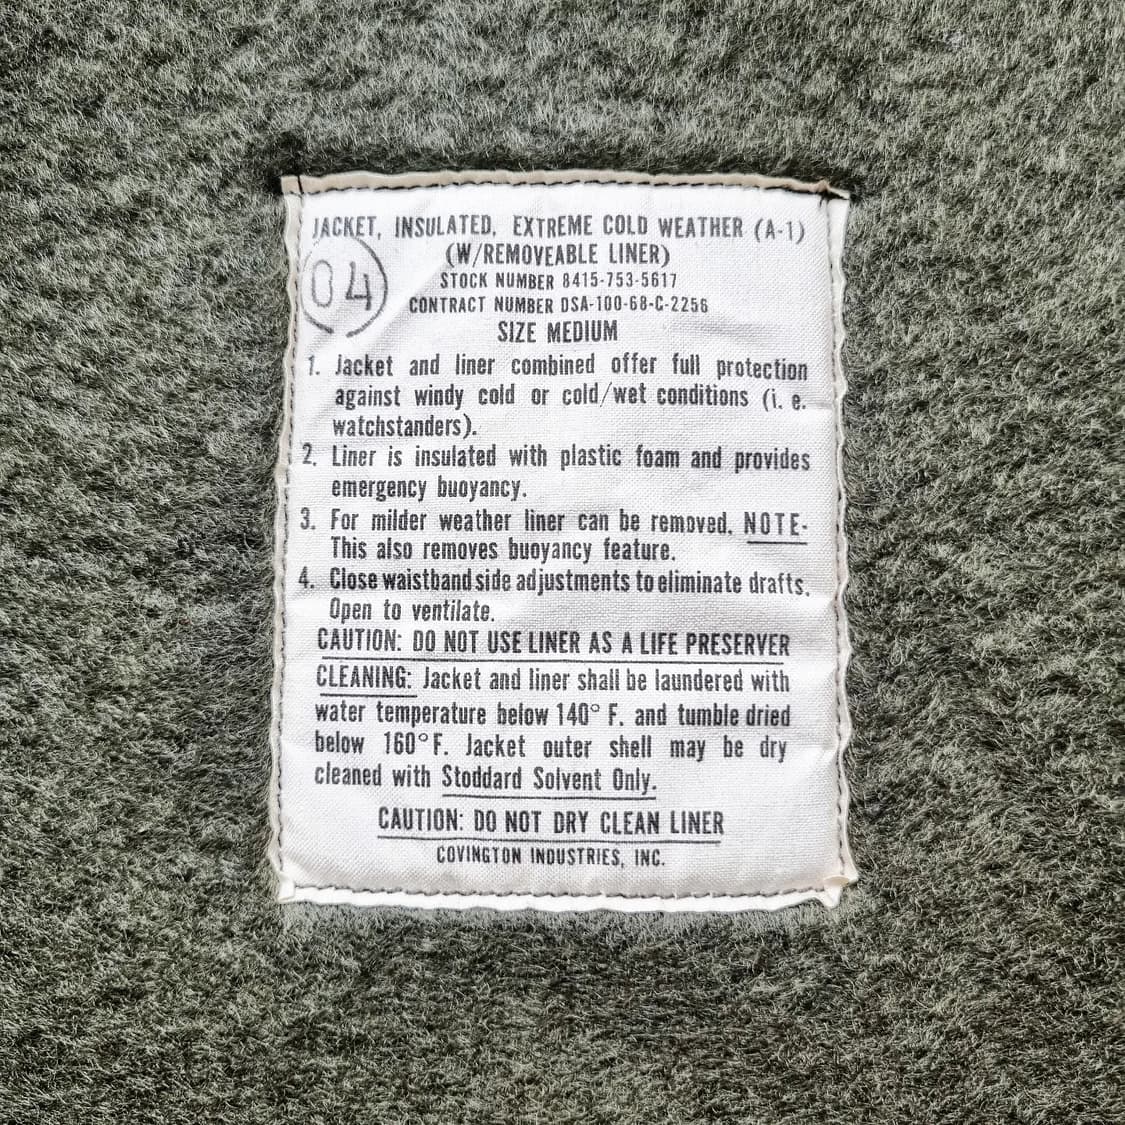 JACKET, INSULATED, EXTREME COLD WEATHER (A-1)
(W/REMOVEABLE LINER)
04
STOCK NUMBER 8415-753-5617
CONTRACT NUMBER DSA-100-68-C-2256
SIZE MEDIUM
1. Jacket and liner combined offer full protection
against windy cold or cold/wet conditions (i. e.
watchstanders).
2. Liner is insulated with plastic foam and provides
emergency buoyancy.
3. For milder weather liner can be removed. NOTE-
This also removes buoyancy feature.
4. Close waistband side adjustments to eliminate drafts.
Open to ventilate.
CAUTION: DO NOT USE LINER AS A LIFE PRESERVER
CLEANING: Jacket and liner shall be laundered with
water temperature below 140° F. and tumble dried
below 160° F. Jacket outer shell may be dry
cleaned with Stoddard Solvent Only.
CAUTION: DO NOT DRY CLEAN LINER
COVINGTON INDUSTRIES, INC.